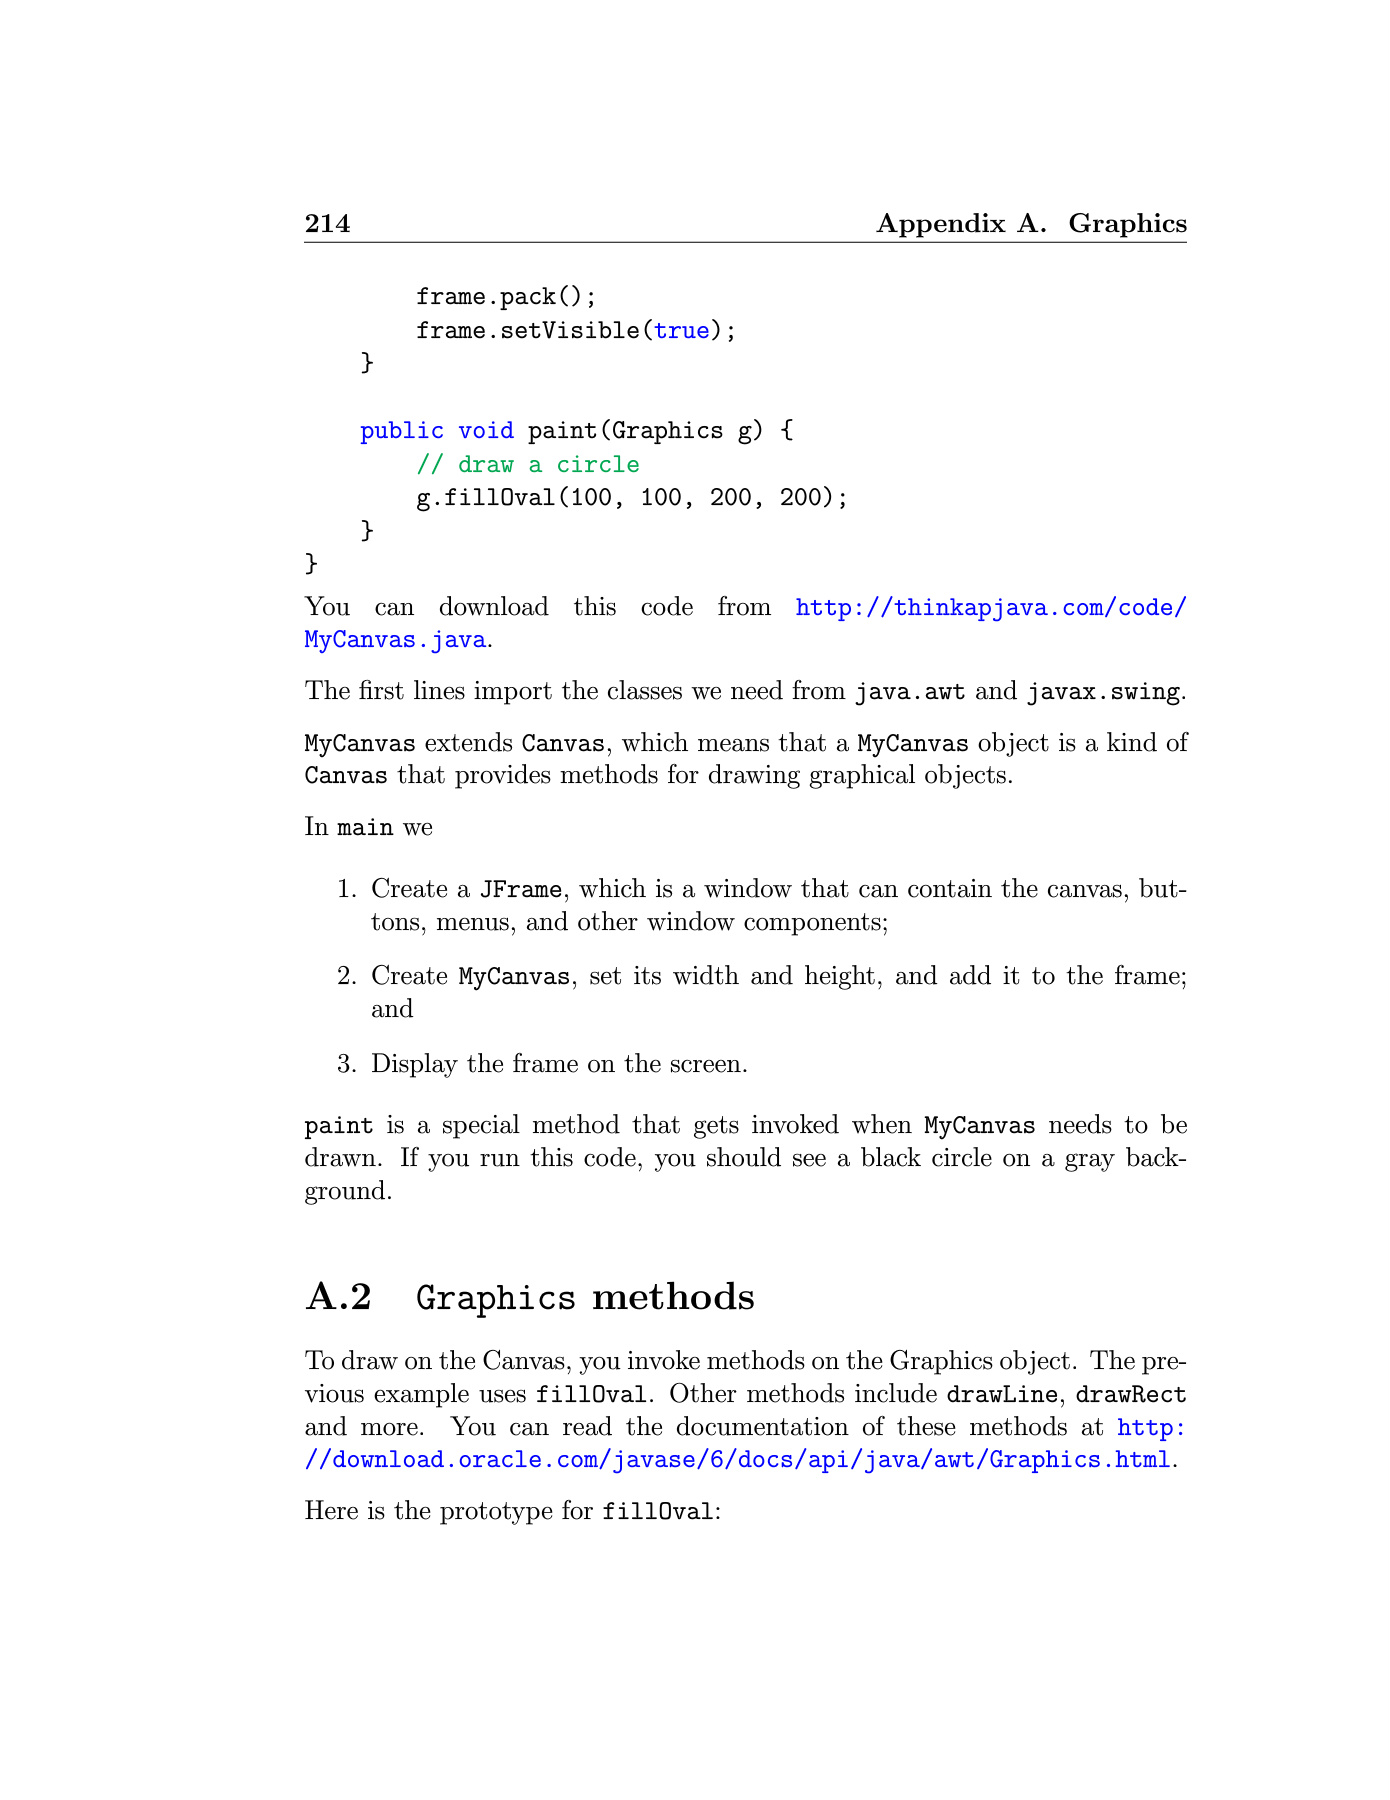 214 Appendix A. Graphics
        frame.pack();
        frame.setVisible(true);
    }
    public void paint(Graphics g) {
        // draw a circle
        g.fillOval(100, 100, 200, 200);
    }
}
You can download this code from http://thinkapjava.com/code/
MyCanvas.java.
The first lines import the classes we need from java.awt and javax.swing.
MyCanvas extends Canvas, which means that a MyCanvas object is a kind of
Canvas that provides methods for drawing graphical objects.
In main we
1. Create a JFrame, which is a window that can contain the canvas, but-
tons, menus, and other window components;
2. Create MyCanvas, set its width and height, and add it to the frame;
and
3. Display the frame on the screen.
paint is a special method that gets invoked when MyCanvas needs to be
drawn. If you run this code, you should see a black circle on a gray back-
ground.
A.2 Graphics methods
To draw on the Canvas, you invoke methods on the Graphics object. The pre-
vious example uses fillOval. Other methods include drawLine, drawRect
and more. You can read the documentation of these methods at http:
//download.oracle.com/javase/6/docs/api/java/awt/Graphics.html.
Here is the prototype for fillOval: